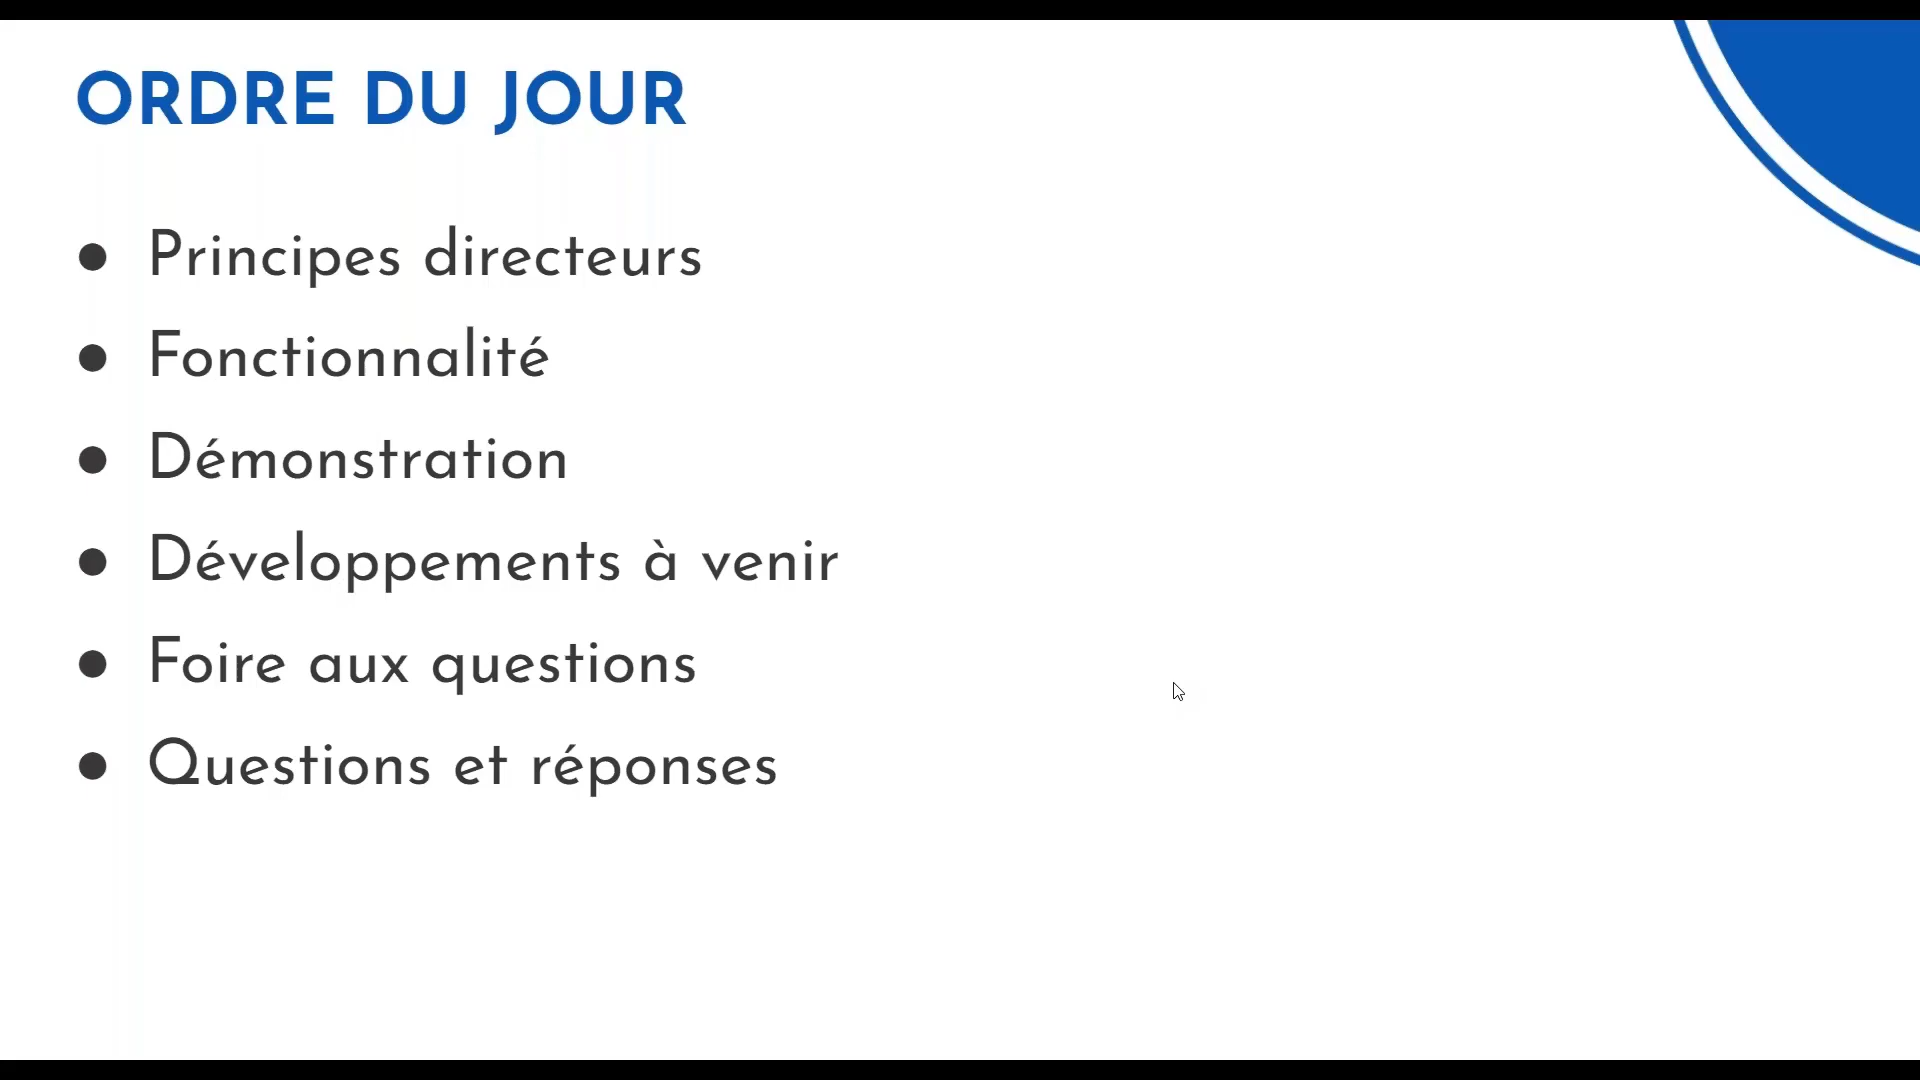 ORDRE DU JOUR
● Principes directeurs
● Fonctionnalité
● Démonstration
● Développements à venir
● Foire aux questions
● Questions et réponses